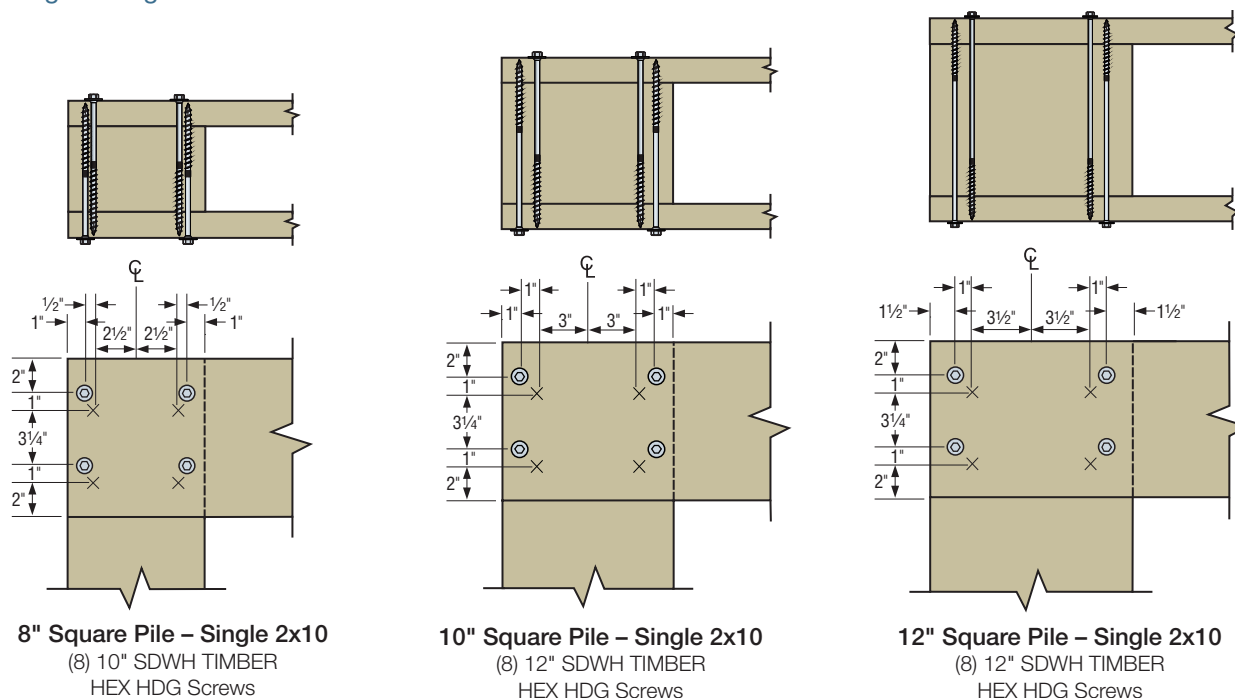 ℄
½" ½"
1" 2½" 2½" 1"
2"
1"
3¼"
1"
2"
8" Square Pile – Single 2x10
(8) 10" SDWH TIMBER
HEX HDG Screws
℄
1" 1"
1" 3" 3" 1"
2"
1"
3¼"
1"
2"
10" Square Pile – Single 2x10
(8) 12" SDWH TIMBER
HEX HDG Screws
℄
1" 1"
1½" 3½" 3½" 1½"
2"
1"
3¼"
1"
2"
12" Square Pile – Single 2x10
(8) 12" SDWH TIMBER
HEX HDG Screws